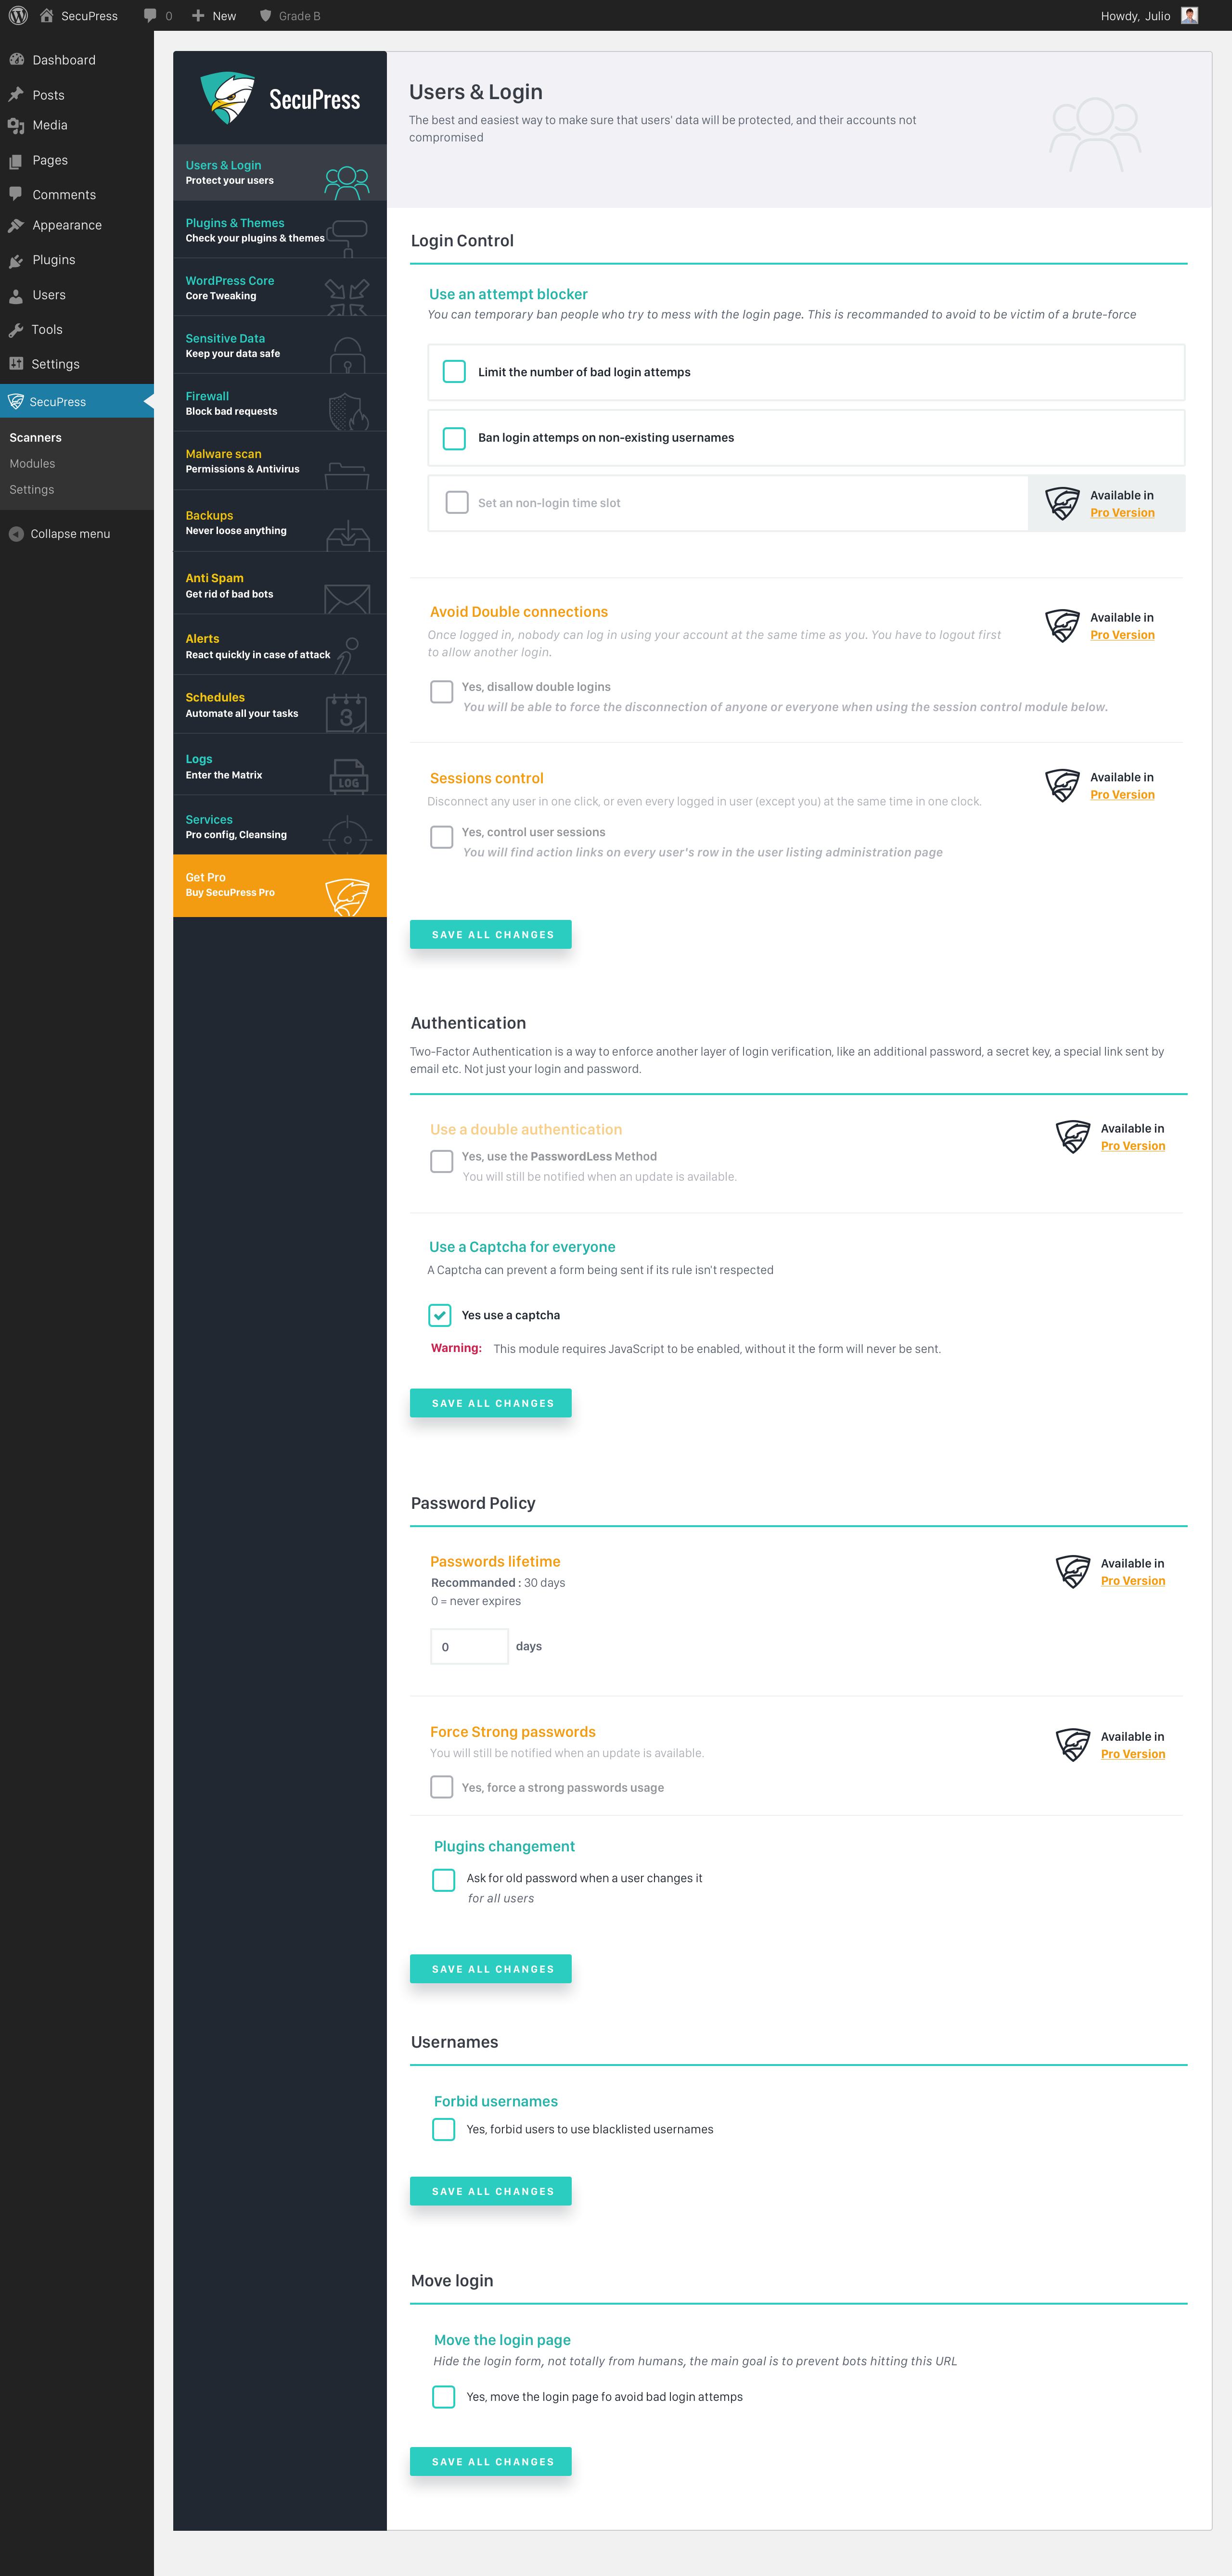 SecuPress
0
New
Grade B
Howdy, Julio
Dashboard
Posts
Media
Pages
Comments
Appearance
Plugins
Users
Tools
Settings
SecuPress
Scanners
Modules
Settings
Collapse menu
SecuPress
Users & Login
Protect your users
Plugins & Themes
Check your plugins & themes
WordPress Core
Core Tweaking
Sensitive Data
Keep your data safe
Firewall
Block bad requests
Malware scan
Permissions & Antivirus
Backups
Never loose anything
Anti Spam
Get rid of bad bots
Alerts
React quickly in case of attack
Schedules
Automate all your tasks
3
Logs
Enter the Matrix
LOG
Services
Pro config, Cleansing
Get Pro
Buy SecuPress Pro
Users & Login
The best and easiest way to make sure that users' data will be protected, and their accounts not
compromised
Login Control
Use an attempt blocker
You can temporary ban people who try to mess with the login page. This is recommanded to avoid to be victim of a brute-force
Limit the number of bad login attemps
Ban login attemps on non-existing usernames
Set an non-login time slot
Available in
Pro Version
Avoid Double connections
Once logged in, nobody can log in using your account at the same time as you. You have to logout first
to allow another login.
Available in
Pro Version
Yes, disallow double logins
You will be able to force the disconnection of anyone or everyone when using the session control module below.
Sessions control
Disconnect any user in one click, or even every logged in user (except you) at the same time in one clock.
Available in
Pro Version
Yes, control user sessions
You will find action links on every user's row in the user listing administration page
SAVE ALL CHANGES
Authentication
Two-Factor Authentication is a way to enforce another layer of login verification, like an additional password, a secret key, a special link sent by
email etc. Not just your login and password.
Use a double authentication
Available in
Pro Version
Yes, use the PasswordLess Method
You will still be notified when an update is available.
Use a Captcha for everyone
A Captcha can prevent a form being sent if its rule isn't respected
Yes use a captcha
Warning: This module requires JavaScript to be enabled, without it the form will never be sent.
SAVE ALL CHANGES
Password Policy
Passwords lifetime
Recommanded : 30 days
0 = never expires
Available in
Pro Version
0 days
Force Strong passwords
You will still be notified when an update is available.
Available in
Pro Version
Yes, force a strong passwords usage
Plugins changement
Ask for old password when a user changes it
for all users
SAVE ALL CHANGES
Usernames
Forbid usernames
Yes, forbid users to use blacklisted usernames
SAVE ALL CHANGES
Move login
Move the login page
Hide the login form, not totally from humans, the main goal is to prevent bots hitting this URL
Yes, move the login page fo avoid bad login attemps
SAVE ALL CHANGES